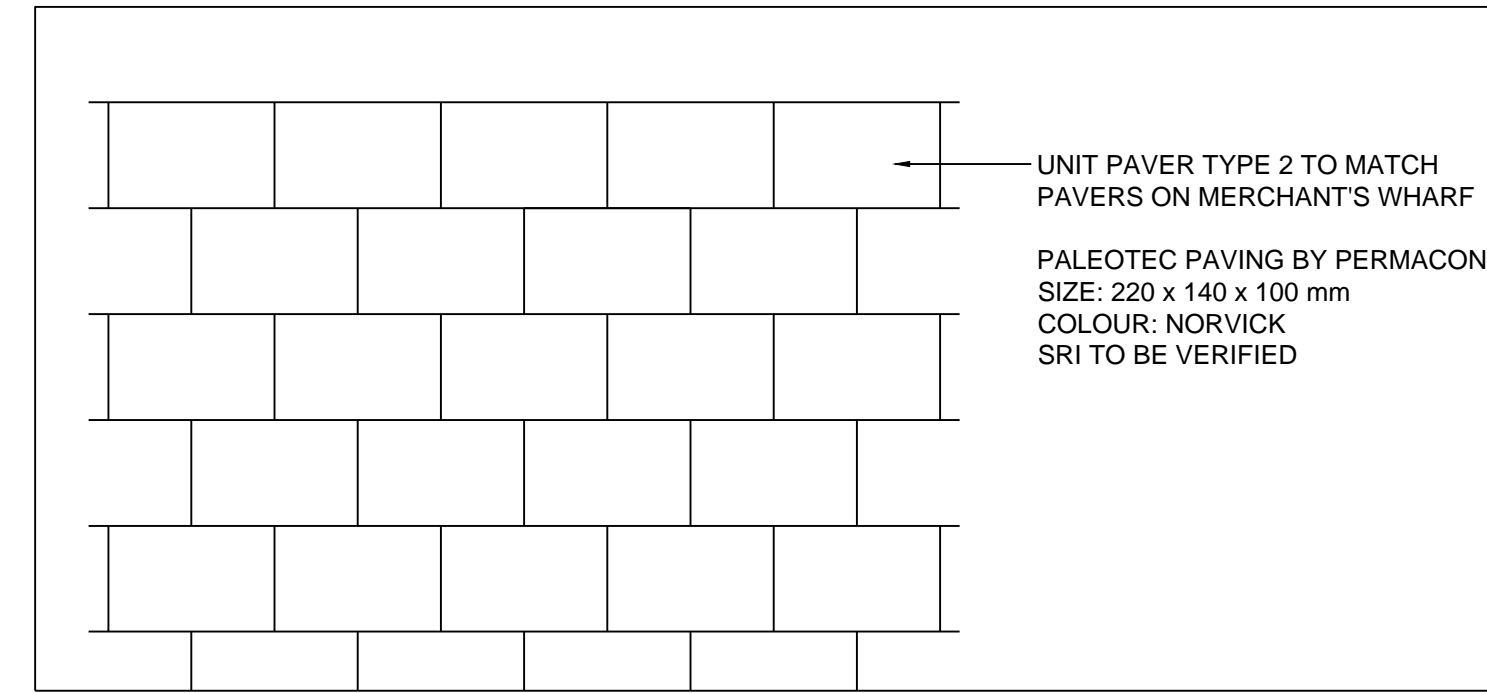 UNIT PAVER TYPE 2 TO MATCH
PAVERS ON MERCHANT'S WHARF
PALEOTEC PAVING BY PERMACON
SIZE: 220 x 140 x 100 mm
COLOUR: NORVICK
SRI TO BE VERIFIED